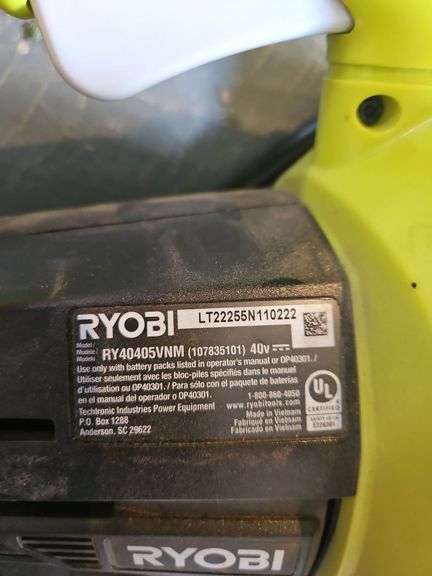 RYOBI
LT22255N110222
Model /
Modèle /
Modelo
RY40405VNM (107835101) 40v
Use only with battery packs listed in operator's manual or OP40301. /
Utiliser seulement avec les bloc-piles spécifiés dans le manuel
d'utilisation ou OP40301. / Para sólo con el paquete de baterías
en el manual del operador o OP40301.
Techtronic Industries Power Equipment
P.O. Box 1288
Anderson, SC 29622
1-800-860-4050
www.ryobitools.com
Made in Vietnam
Fabriqué au Vietnam
Fabricado en Vietnam
UL
CERTIFIED
RYOBI